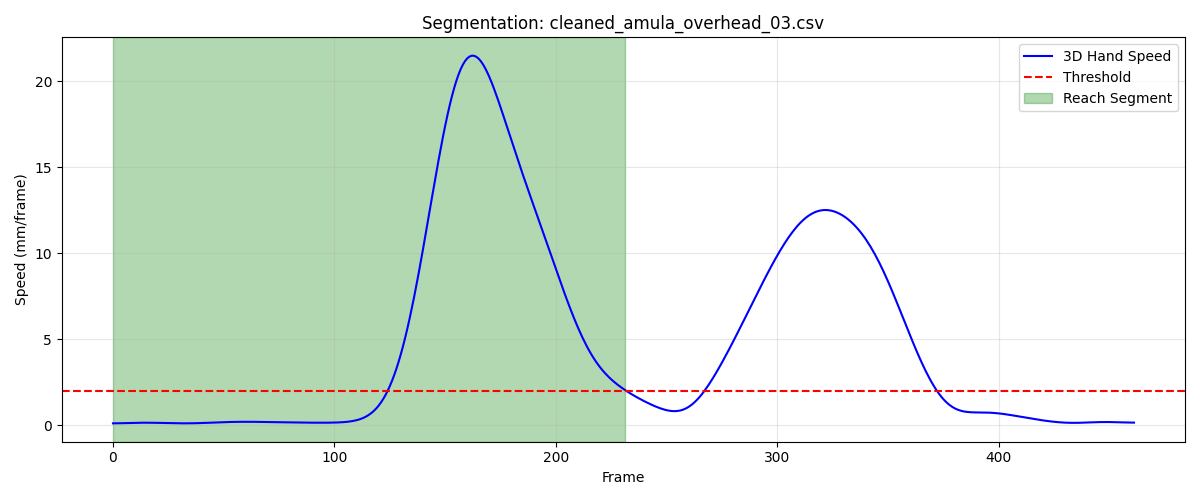 Segmentation: cleaned_amula_overhead_03.csv
3D Hand Speed
Threshold
Reach Segment
Speed (mm/frame)
20
15
10
5
0
0 100 200 300 400
Frame